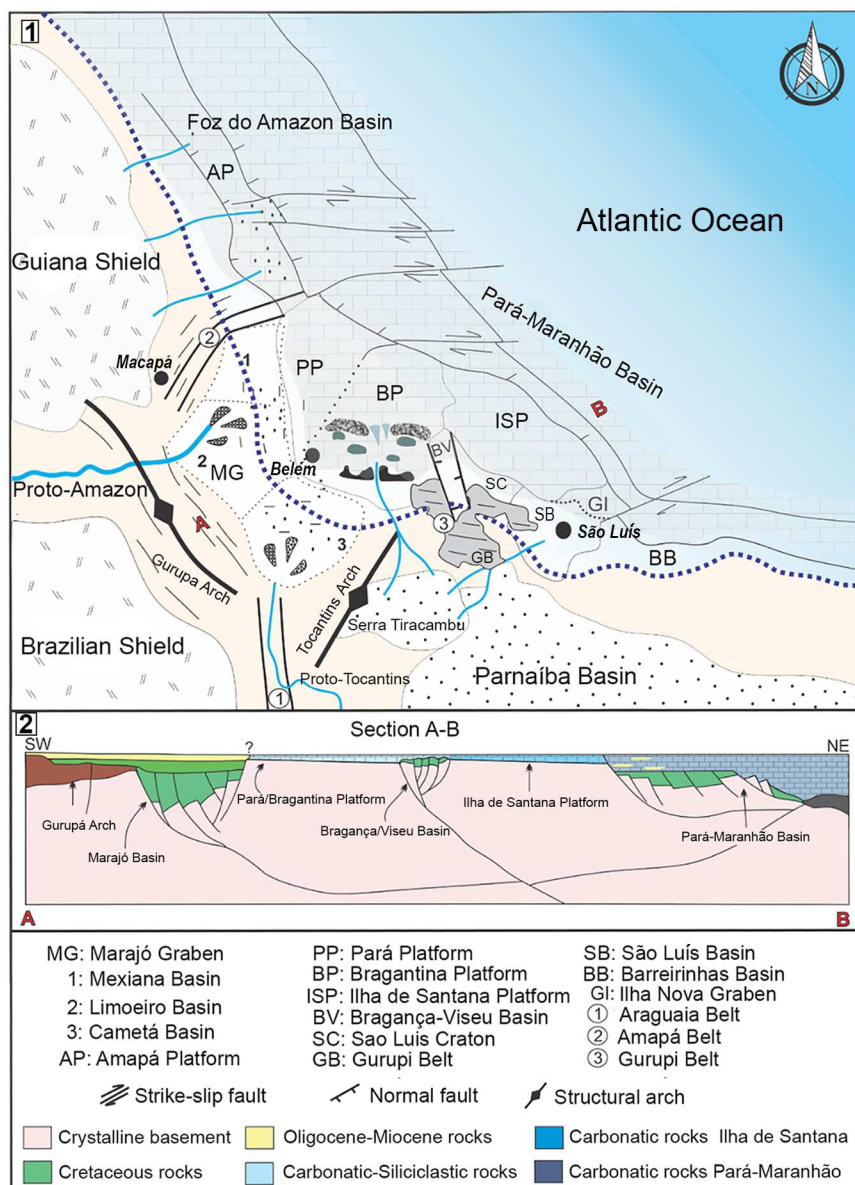 1
N
Foz do Amazon Basin
AP
Atlantic Ocean
Guiana Shield
Pará-Maranhão Basin
2
Macapá
1
PP
BP
B
ISP
BV
2
MG
Belém
SC
Proto-Amazon
GI
SB
A
São Luís
3
3
BB
Gurupa Arch
GB
Tocantins Arch
Serra Tiracambu
Brazilian Shield
Proto-Tocantins
Parnaíba Basin
1
2
Section A-B
SW
?
NE
Gurupá Arch
Pará/Bragantina Platform
Ilha de Santana Platform
Bragança/Viseu Basin
Pará-Maranhão Basin
Marajó Basin
A
B
MG: Marajó Graben
1: Mexiana Basin
2: Limoeiro Basin
3: Cametá Basin
AP: Amapá Platform
PP: Pará Platform
BP: Bragantina Platform
ISP: Ilha de Santana Platform
BV: Bragança-Viseu Basin
SC: Sao Luis Craton
GB: Gurupi Belt
SB: São Luís Basin
BB: Barreirinhas Basin
GI: Ilha Nova Graben
① Araguaia Belt
② Amapá Belt
③ Gurupi Belt
Strike-slip fault
Normal fault
Structural arch
Crystalline basement
Oligocene-Miocene rocks
Carbonatic rocks Ilha de Santana
Cretaceous rocks
Carbonatic-Siliciclastic rocks
Carbonatic rocks Pará-Maranhão